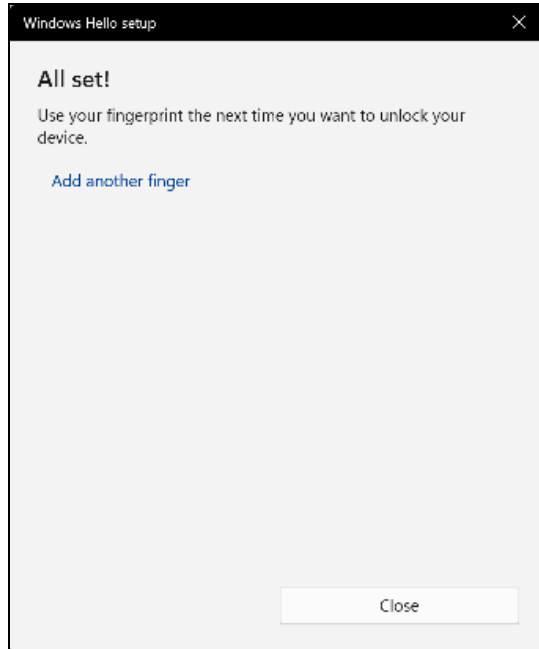 Windows Hello setup
All set!
Use your fingerprint the next time you want to unlock your
device.
Add another finger
Close